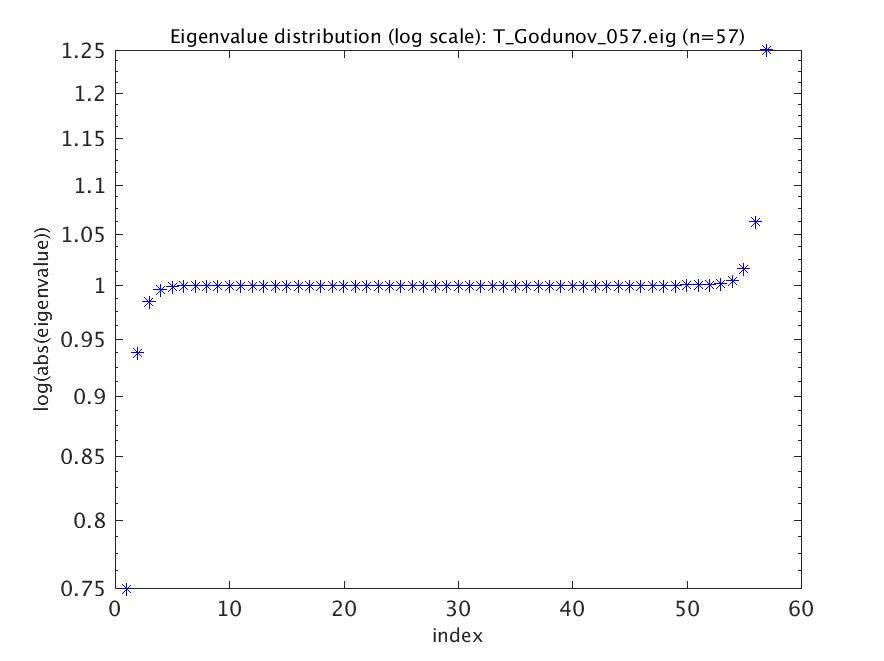 Eigenvalue distribution (log scale): T_Godunov_057.eig (n=57)
1.25
1.2
1.15
1.1
1.05
1
0.95
0.9
0.85
0.8
0.75
log(abs(eigenvalue))
0 10 20 30 40 50 60
index